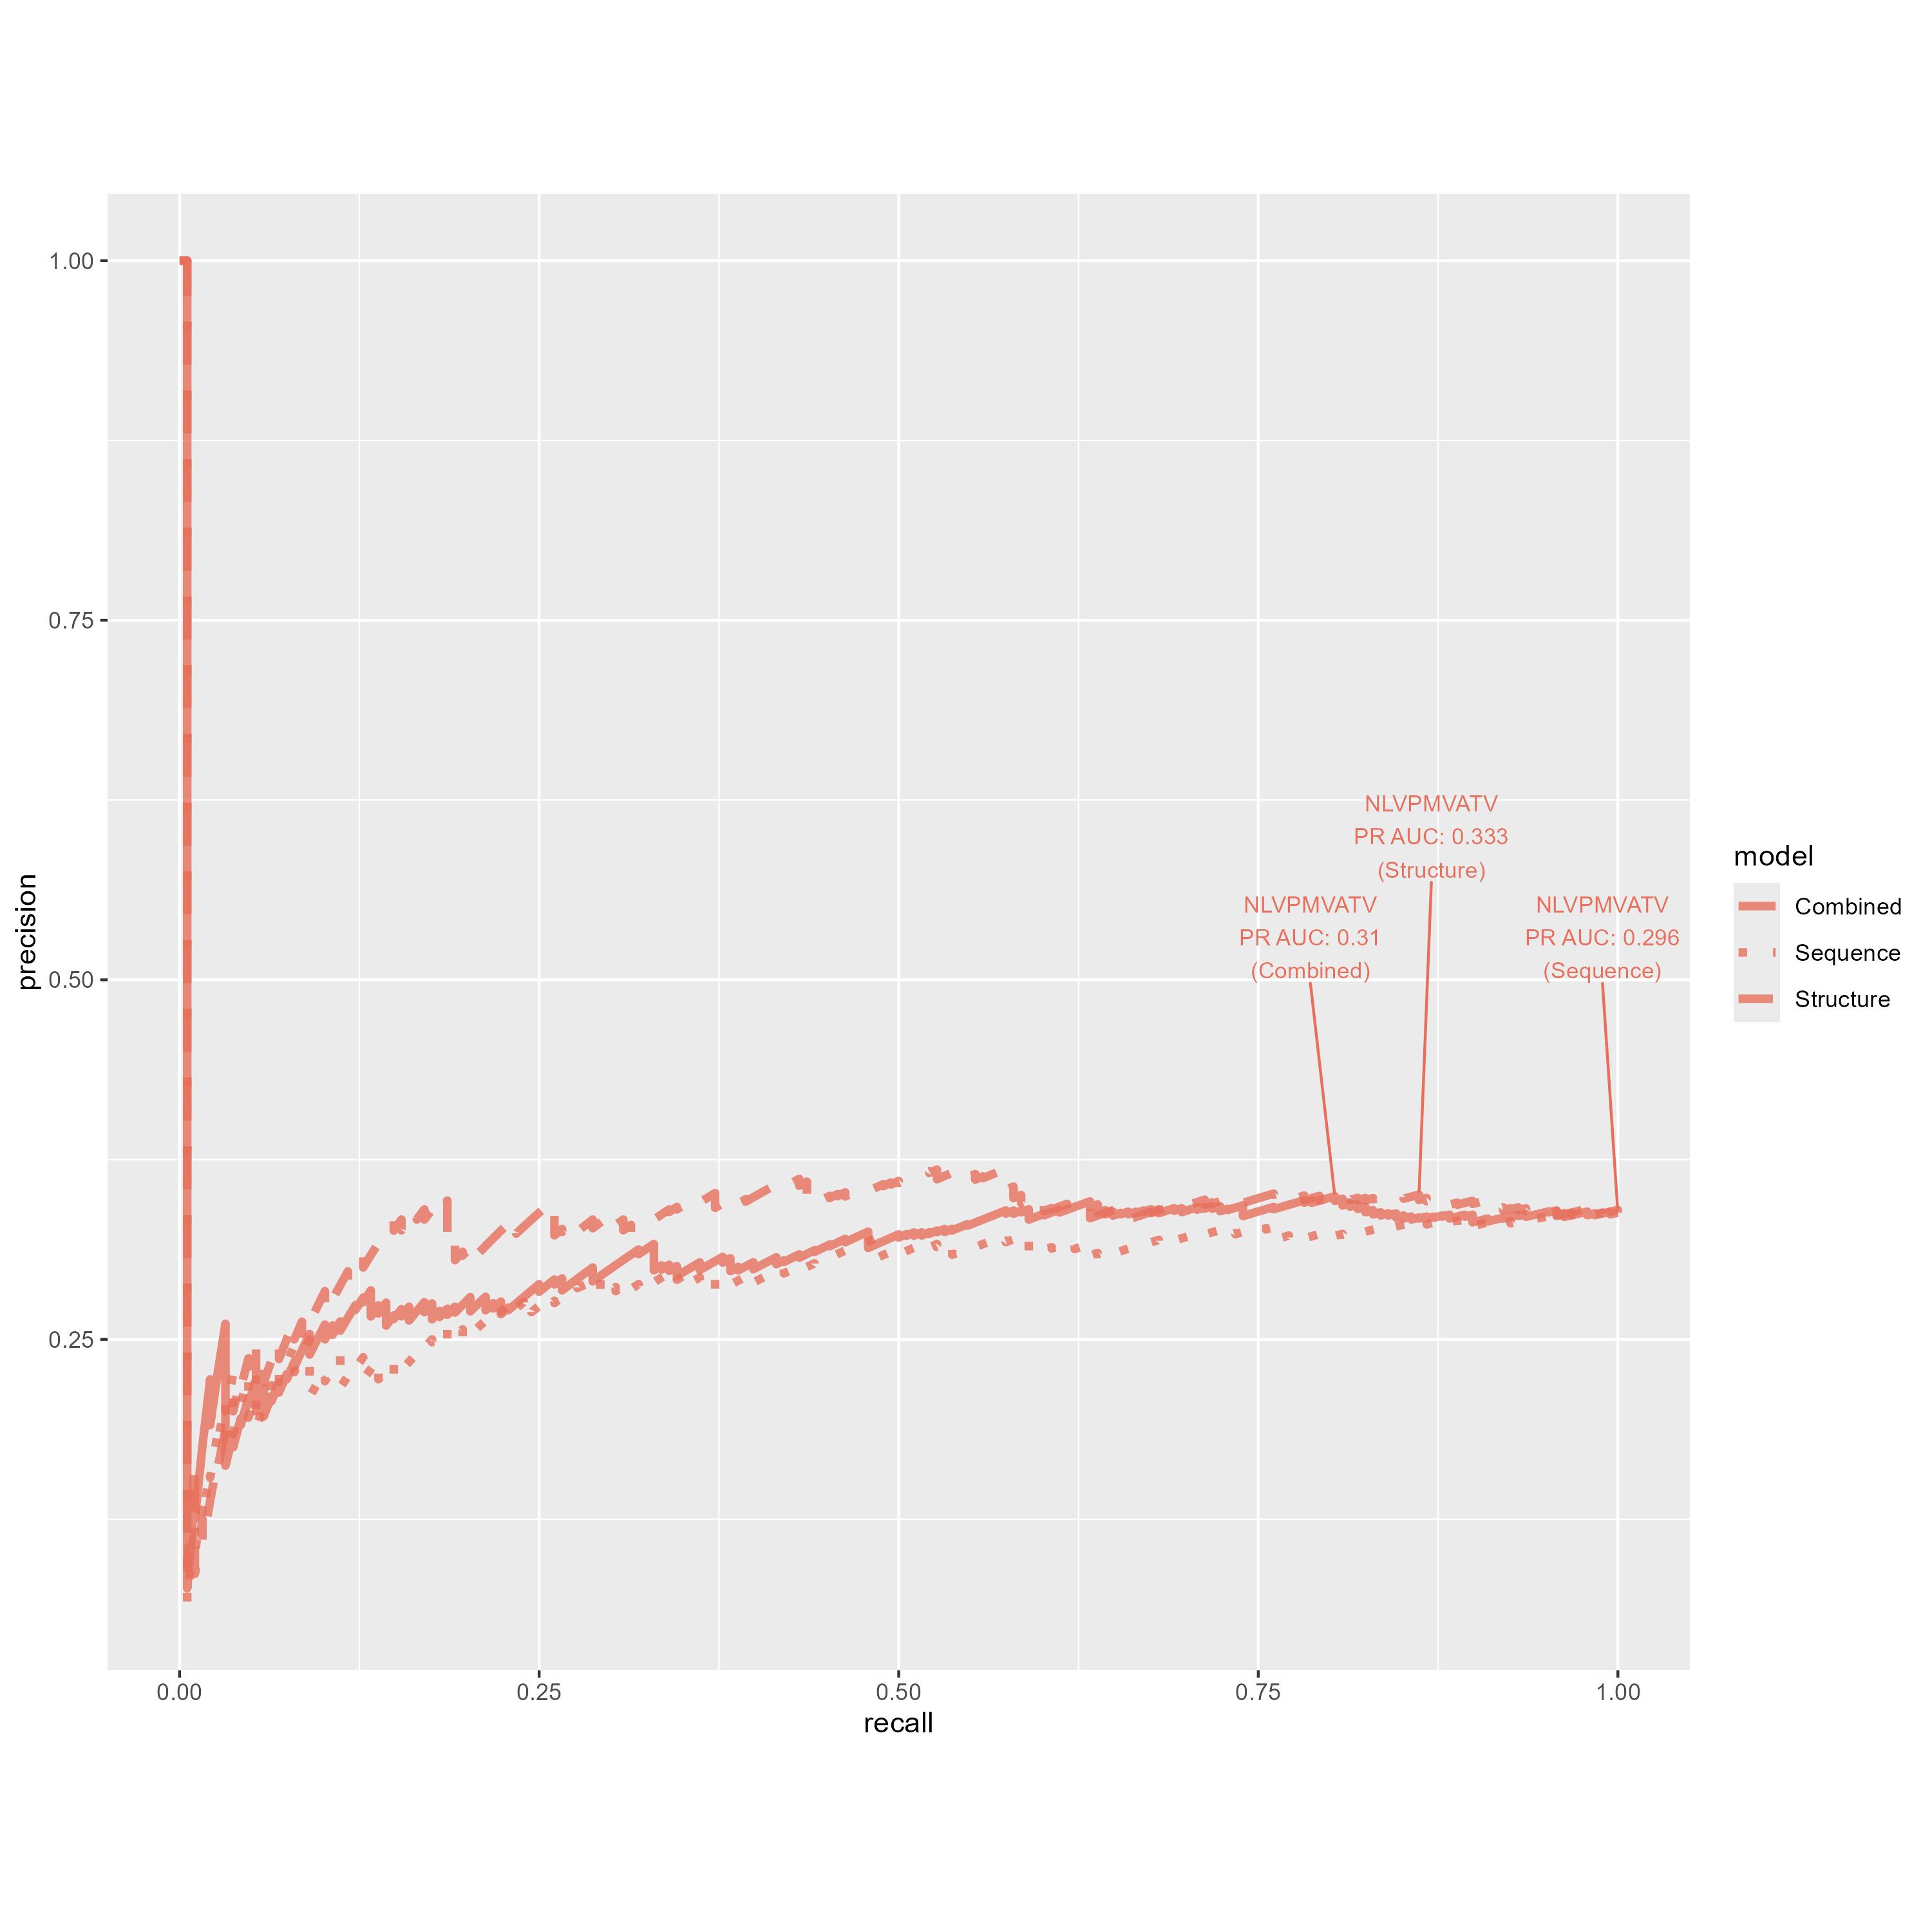 1.00
0.75
0.50
0.25
precision
NLVPMVATV
PR AUC: 0.333
(Structure)
NLVPMVATV
PR AUC: 0.31
(Combined)
NLVPMVATV
PR AUC: 0.296
(Sequence)
model
Combined
Sequence
Structure
0.00
0.25
0.50
0.75
1.00
recall